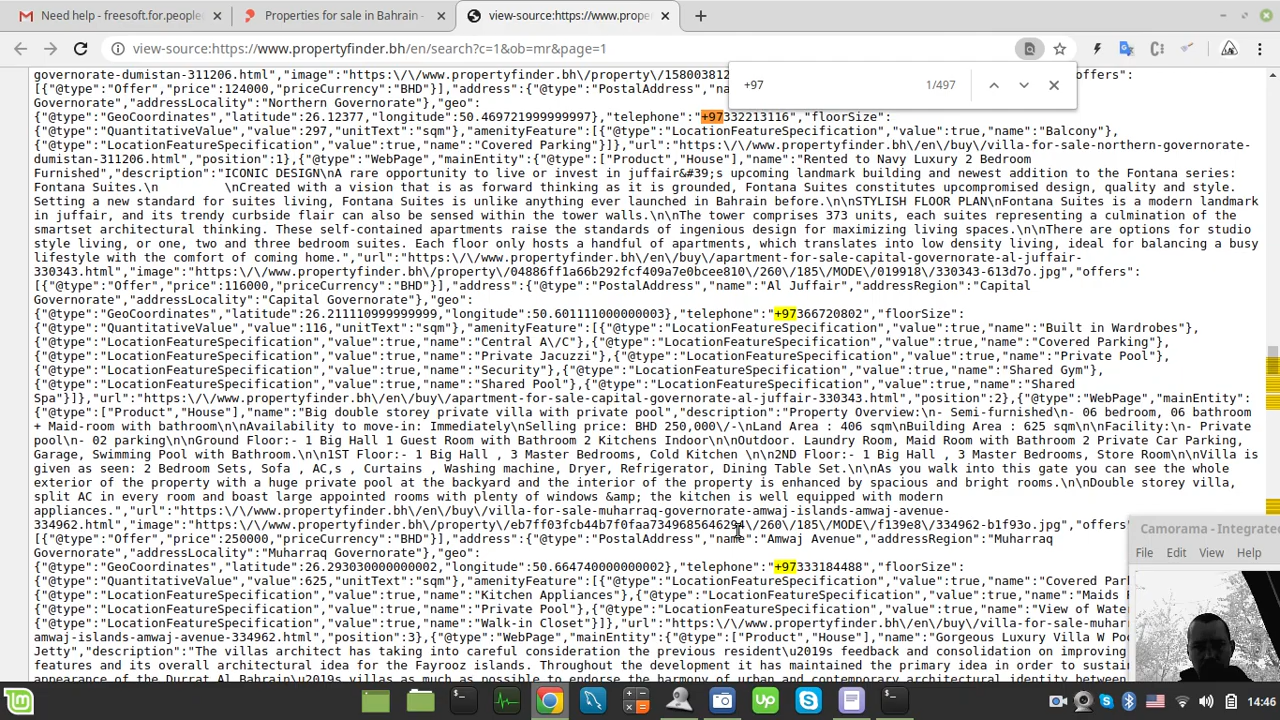 Need help - freesoft.for.people
Properties for sale in Bahrain -
view-source:https://www.prope
view-source:https://www.propertyfinder.bh/en/search?c=1&ob=mr&page=1
+97
1/497
governorate-dumistan-311206.html","image":"https:\/\/www.propertyfinder.bh\/property\/158003812
offers":
[{"@type":"Offer","price":124000,"priceCurrency":"BHD"}],"address":{"@type":"PostalAddress","na
Governorate","addressLocality":"Northern Governorate"},"geo":
{"@type":"GeoCoordinates","latitude":26.12377,"longitude":50.469721999999997},"telephone":"+97332213116","floorSize":
{"@type":"QuantitativeValue","value":297,"unitText":"sqm"},"amenityFeature":[{"@type":"LocationFeatureSpecification","value":true,"name":"Balcony"},
{"@type":"LocationFeatureSpecification","value":true,"name":"Covered Parking"}]},"url":"https:\/\/www.propertyfinder.bh\/en\/buy\/villa-for-sale-northern-governorate-
dumistan-311206.html","position":1},{"@type":"WebPage","mainEntity":{"@type":["Product","House"],"name":"Rented to Navy Luxury 2 Bedroom
Furnished","description":"ICONIC DESIGN\nA rare opportunity to live or invest in juffair&#39;s upcoming landmark building and newest addition to the Fontana series:
Fontana Suites.\n \nCreated with a vision that is as forward thinking as it is grounded, Fontana Suites constitutes upcompromised design, quality and style.
Setting a new standard for suites living, Fontana Suites is unlike anything ever launched in Bahrain before.\n\nSTYLISH FLOOR PLAN\nFontana Suites is a modern landmark
in juffair, and its trendy curbside flair can also be sensed within the tower walls.\n\nThe tower comprises 373 units, each suites representing a culmination of the
smartset architectural thinking. These self-contained apartments raise the standards of ingenious design for maximizing living spaces.\n\nThere are options for studio
style living, or one, two and three bedroom suites. Each floor only hosts a handful of apartments, which translates into low density living, ideal for balancing a busy
lifestyle with the comfort of coming home.","url":"https:\/\/www.propertyfinder.bh\/en\/buy\/apartment-for-sale-capital-governorate-al-juffair-
330343.html","image":"https:\/\/www.propertyfinder.bh\/property\/04886ff1a66b292fcf409a7e0bcee810\/260\/185\/MODE\/019918\/330343-613d7o.jpg","offers":
[{"@type":"Offer","price":116000,"priceCurrency":"BHD"}],"address":{"@type":"PostalAddress","name":"Al Juffair","addressRegion":"Capital
Governorate","addressLocality":"Capital Governorate"},"geo":
{"@type":"GeoCoordinates","latitude":26.211110999999999,"longitude":50.601111000000003},"telephone":"+97366720802","floorSize":
{"@type":"QuantitativeValue","value":116,"unitText":"sqm"},"amenityFeature":[{"@type":"LocationFeatureSpecification","value":true,"name":"Built in Wardrobes"},
{"@type":"LocationFeatureSpecification","value":true,"name":"Central A\/C"},{"@type":"LocationFeatureSpecification","value":true,"name":"Covered Parking"},
{"@type":"LocationFeatureSpecification","value":true,"name":"Private Jacuzzi"},{"@type":"LocationFeatureSpecification","value":true,"name":"Private Pool"},
{"@type":"LocationFeatureSpecification","value":true,"name":"Security"},{"@type":"LocationFeatureSpecification","value":true,"name":"Shared Gym"},
{"@type":"LocationFeatureSpecification","value":true,"name":"Shared Pool"},{"@type":"LocationFeatureSpecification","value":true,"name":"Shared
Spa"}]},"url":"https:\/\/www.propertyfinder.bh\/en\/buy\/apartment-for-sale-capital-governorate-al-juffair-330343.html","position":2},{"@type":"WebPage","mainEntity":
{"@type":["Product","House"],"name":"Big double storey private villa with private pool","description":"Property Overview:\n- Semi-furnished\n- 06 bedroom, 06 bathroom
+ Maid-room with bathroom\n\nAvailability to move-in: Immediately\nSelling price: BHD 250,000\/-\nLand Area : 406 sqm\nBuilding Area : 625 sqm\n\nFacility:\n- Private
pool\n- 02 parking\n\nGround Floor:- 1 Big Hall 1 Guest Room with Bathroom 2 Kitchens Indoor\n\nOutdoor. Laundry Room, Maid Room with Bathroom 2 Private Car Parking,
Garage, Swimming Pool with Bathroom.\n\n1ST Floor:- 1 Big Hall , 3 Master Bedrooms, Cold Kitchen \n\n2ND Floor:- 1 Big Hall , 3 Master Bedrooms, Store Room\n\nVilla is
given as seen: 2 Bedroom Sets, Sofa , AC,s , Curtains , Washing machine, Dryer, Refrigerator, Dining Table Set.\n\nAs you walk into this gate you can see the whole
exterior of the property with a huge private pool at the backyard and the interior of the property is enhanced by spacious and bright rooms.\n\nDouble storey villa,
split AC in every room and boast large appointed rooms with plenty of windows &amp; the kitchen is well equipped with modern
appliances.","url":"https:\/\/www.propertyfinder.bh\/en\/buy\/villa-for-sale-muharraq-governorate-amwaj-islands-amwaj-avenue-
334962.html","image":"https:\/\/www.propertyfinder.bh\/property\/eb7ff03fcb44b7f0faa7349685646294\/260\/185\/MODE\/f139e8\/334962-b1f93o.jpg","offers
[{"@type":"Offer","price":250000,"priceCurrency":"BHD"}],"address":{"@type":"PostalAddress","name":"Amwaj Avenue","addressRegion":"Muharraq
Governorate","addressLocality":"Muharraq Governorate"},"geo":
{"@type":"GeoCoordinates","latitude":26.293030000000002,"longitude":50.664740000000002},"telephone":"+97333184488","floorSize":
{"@type":"QuantitativeValue","value":625,"unitText":"sqm"},"amenityFeature":[{"@type":"LocationFeatureSpecification","value":true,"name":"Covered Par
{"@type":"LocationFeatureSpecification","value":true,"name":"Kitchen Appliances"},{"@type":"LocationFeatureSpecification","value":true,"name":"Maids R
{"@type":"LocationFeatureSpecification","value":true,"name":"Private Pool"},{"@type":"LocationFeatureSpecification","value":true,"name":"View of Wate
{"@type":"LocationFeatureSpecification","value":true,"name":"Walk-in Closet"}]},"url":"https:\/\/www.propertyfinder.bh\/en\/buy\/villa-for-sale-muhar
amwaj-islands-amwaj-avenue-334962.html","position":3},{"@type":"WebPage","mainEntity":{"@type":["Product","House"],"name":"Gorgeous Luxury Villa W Po
Jetty","description":"The villas architect has taking into careful consideration the previous resident\u2019s feedback and consolidation on improving
features and its overall architectural idea for the Fayrooz islands. Throughout the development it has maintained the primary idea in order to sustai
appearance of the Durrat Al Bahrain\u2019s villas as much as possible to endorse the harmony of urban and contemporary architectural identity between
Camorama - Integrate
File Edit View Help
14:46